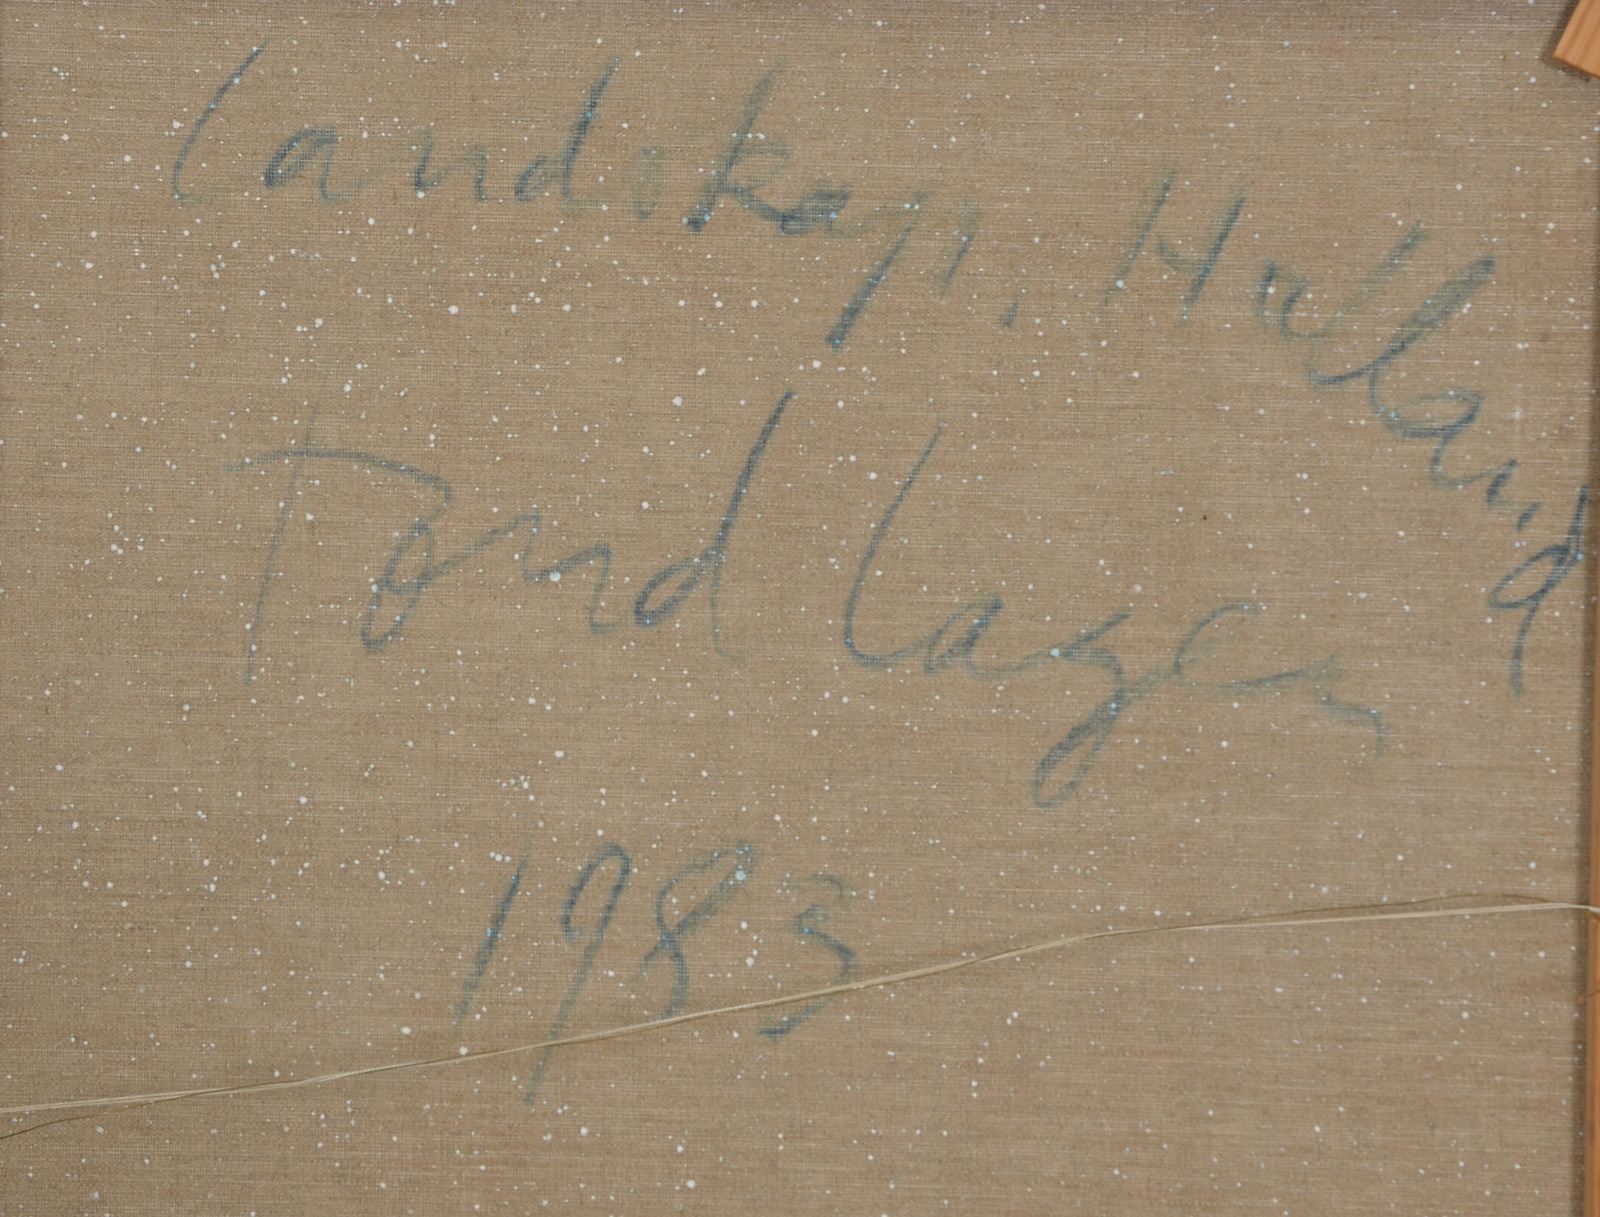 Landskap, Halland
Tord Lager
1983